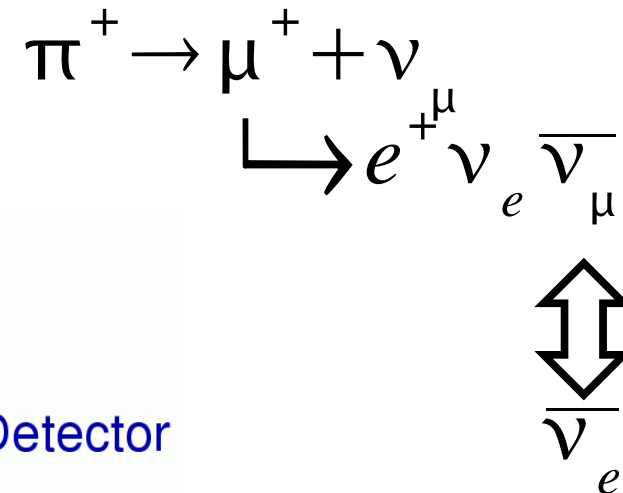 π⁺ → μ⁺ + ν_μ
e⁺ ν_e ν̅_μ
ν̅_e
Detector